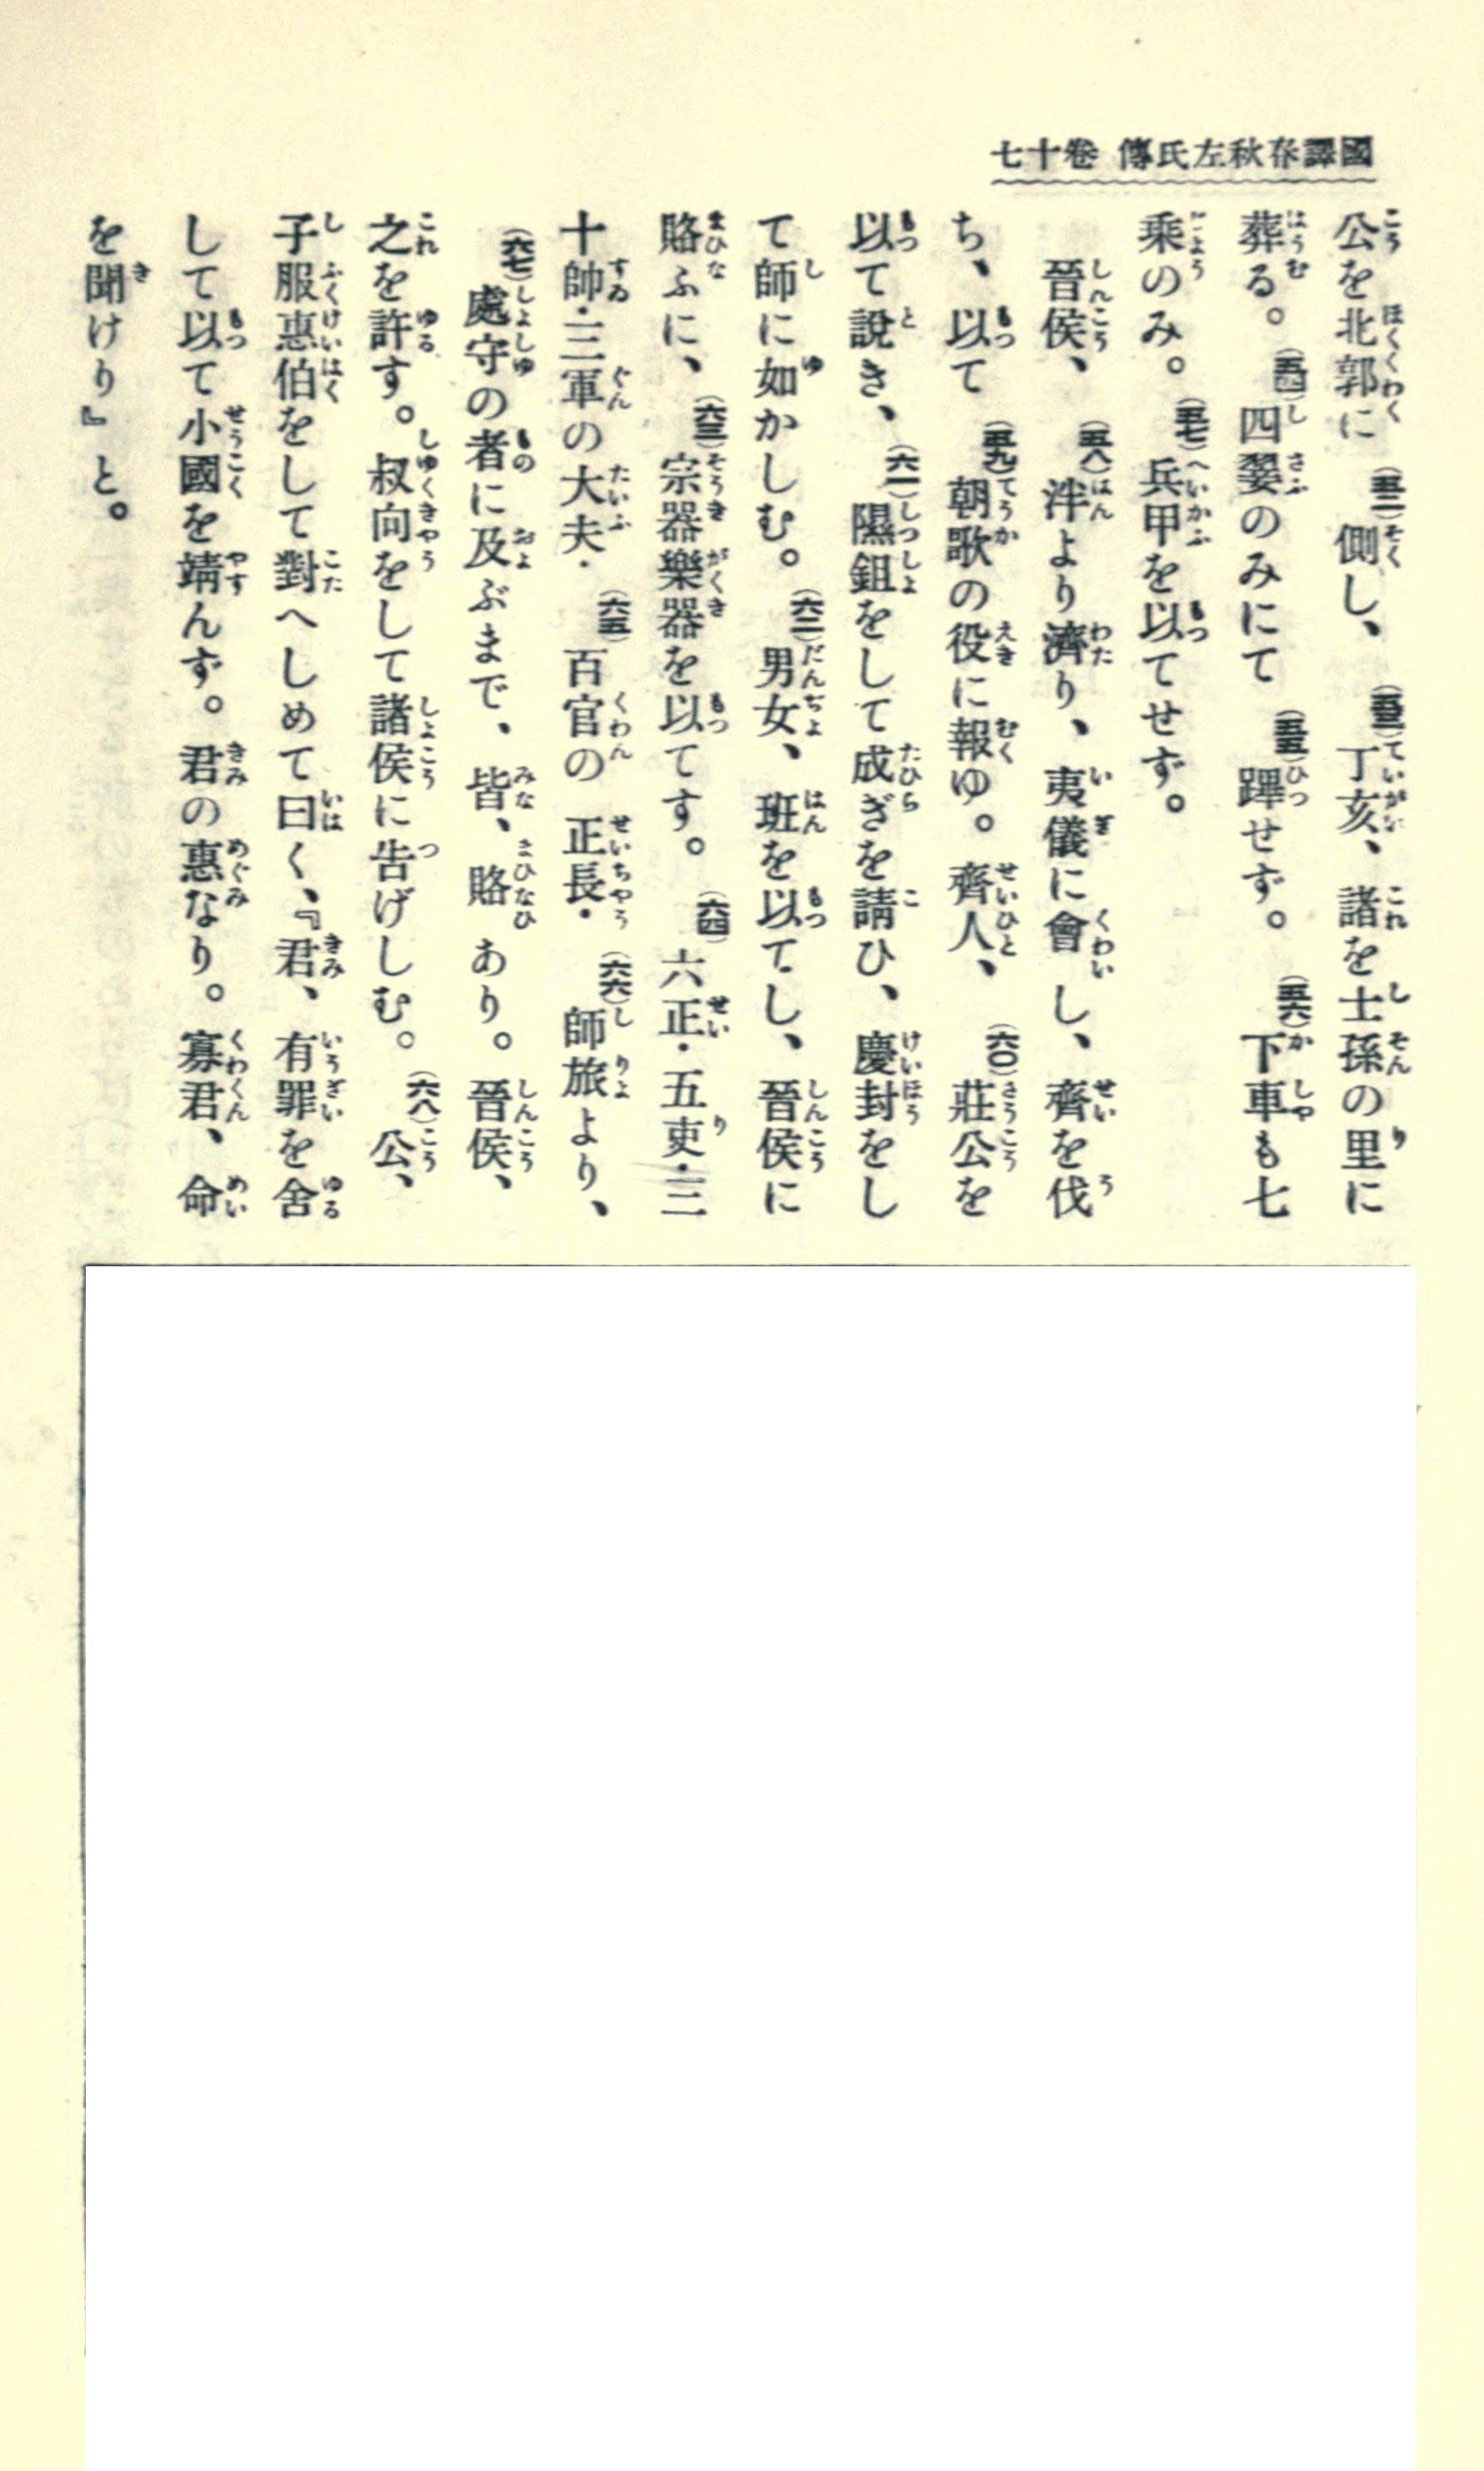 國譯春秋左氏傳 卷十七
公を北郭に(五二)側し、(五三)丁亥、諸を士孫の里に
葬る。(五四)四翣のみにて(五五)蹕せず。(五六)下車も七
乘のみ。(五七)兵甲を以てせず。
晉侯、(五八)泮より濟り、夷儀に會し、齊を伐
ち、以て(五九)朝歌の役に報ゆ。齊人、(六〇)莊公を
以て說き、(六一)隰鉏をして成ぎを請ひ、慶封をし
て師に如かしむ。(六二)男女、班を以てし、晉侯に
賂ふに、(六三)宗器樂器を以てす。(六四)六正・五吏・三
十帥・三軍の大夫・(六五)百官の正長・(六六)師旅より、
(六七)處守の者に及ぶまで、皆、賂あり。晉侯、
之を許す。叔向をして諸侯に告げしむ。(六八)公、
子服惠伯をして對へしめて曰く、『君、有罪を舍
して以て小國を靖んず。君の惠なり。寡君、命
を聞けり』と。